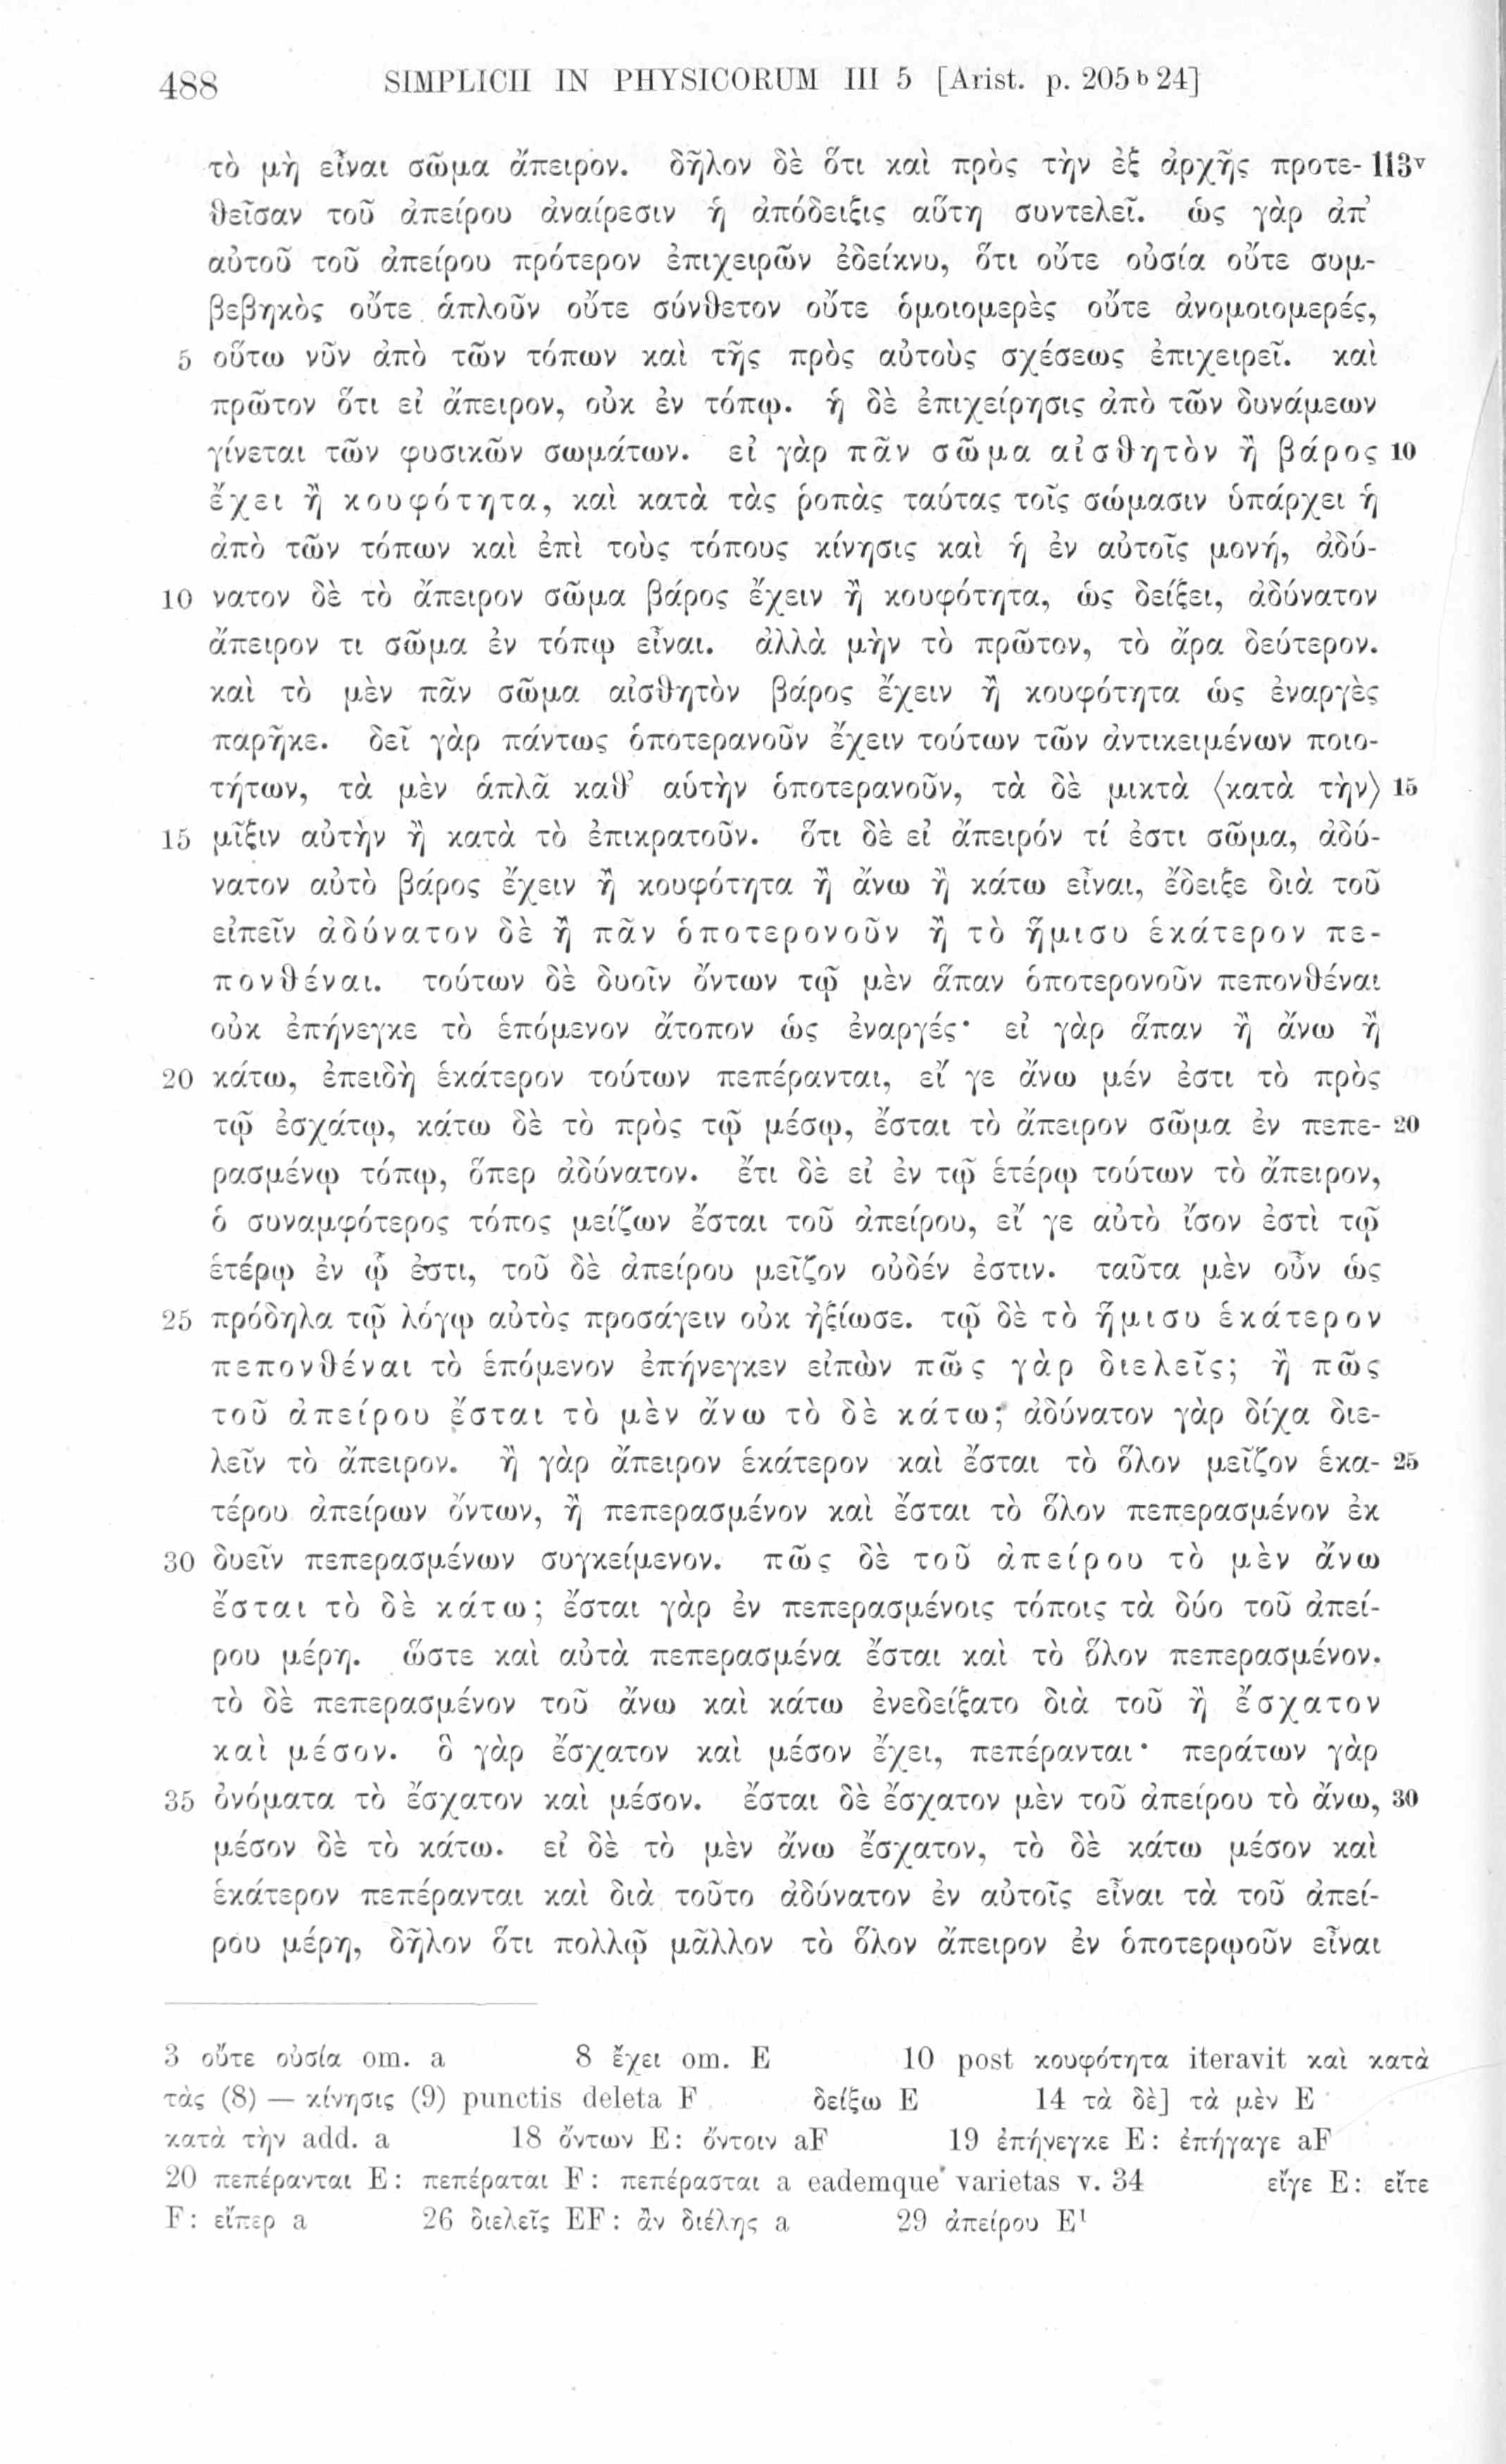 488 SIMPLICII IN PHYSICORUM III 5 [Arist. p. 205 b 24]
τὸ μὴ εἶναι σῶμα ἄπειρον. δῆλον δὲ ὅτι καὶ πρὸς τὴν ἐξ ἀρχῆς προτε- 113v
θεῖσαν τοῦ ἀπείρου ἀναίρεσιν ἡ ἀπόδειξις αὕτη συντελεῖ. ὡς γὰρ ἀπ’
αὐτοῦ τοῦ ἀπείρου πρότερον ἐπιχειρῶν ἐδείκνυ, ὅτι οὔτε οὐσία οὔτε συμ-
βεβηκὸς οὔτε ἁπλοῦν οὔτε σύνθετον οὔτε ὁμοιομερὲς οὔτε ἀνομοιομερές,
5 οὕτω νῦν ἀπὸ τῶν τόπων καὶ τῆς πρὸς αὐτοὺς σχέσεως ἐπιχειρεῖ. καὶ
πρῶτον ὅτι εἰ ἄπειρον, οὐκ ἐν τόπῳ. ἡ δὲ ἐπιχείρησις ἀπὸ τῶν δυνάμεων
γίνεται τῶν φυσικῶν σωμάτων. εἰ γὰρ πᾶν σῶμα αἰσθητὸν ἢ βάρος 10
ἔχει ἢ κουφότητα, καὶ κατὰ τὰς ῥοπὰς ταύτας τοῖς σώμασιν ὑπάρχει ἡ
ἀπὸ τῶν τόπων καὶ ἐπὶ τοὺς τόπους κίνησις καὶ ἡ ἐν αὐτοῖς μονή, ἀδύ-
10 νατον δὲ τὸ ἄπειρον σῶμα βάρος ἔχειν ἢ κουφότητα, ὡς δείξει, ἀδύνατον
ἄπειρον τι σῶμα ἐν τόπῳ εἶναι. ἀλλὰ μὴν τὸ πρῶτον, τὸ ἄρα δεύτερον.
καὶ τὸ μὲν πᾶν σῶμα αἰσθητὸν βάρος ἔχειν ἢ κουφότητα ὡς ἐναργὲς
παρῆκε. δεῖ γὰρ πάντως ὁποτερανοῦν ἔχειν τούτων τῶν ἀντικειμένων ποιο-
τήτων, τὰ μὲν ἁπλᾶ καθ’ αὑτὴν ὁποτερανοῦν, τὰ δὲ μικτὰ 〈κατὰ τὴν〉 15
15 μῖξιν αὐτὴν ἢ κατὰ τὸ ἐπικρατοῦν. ὅτι δὲ εἰ ἄπειρόν τί ἐστι σῶμα, ἀδύ-
νατον αὐτὸ βάρος ἔχειν ἢ κουφότητα ἢ ἄνω ἢ κάτω εἶναι, ἔδειξε διὰ τοῦ
εἰπεῖν ἀδύνατον δὲ ἢ πᾶν ὁποτερονοῦν ἢ τὸ ἥμισυ ἑκάτερον πε-
πονθέναι. τούτων δὲ δυοῖν ὄντων τῷ μὲν ἅπαν ὁποτερονοῦν πεπονθέναι
οὐκ ἐπήνεγκε τὸ ἑπόμενον ἄτοπον ὡς ἐναργές· εἰ γὰρ ἅπαν ἢ ἄνω ἢ
20 κάτω, ἐπειδὴ ἑκάτερον τούτων πεπέρανται, εἴ γε ἄνω μέν ἐστι τὸ πρὸς
τῷ ἐσχάτῳ, κάτω δὲ τὸ πρὸς τῷ μέσῳ, ἔσται τὸ ἄπειρον σῶμα ἐν πεπε- 20
ρασμένῳ τόπῳ, ὅπερ ἀδύνατον. ἔτι δὲ εἰ ἐν τῷ ἑτέρῳ τούτων τὸ ἄπειρον,
ὁ συναμφότερος τόπος μείζων ἔσται τοῦ ἀπείρου, εἴ γε αὐτὸ ἴσον ἐστὶ τῷ
ἑτέρῳ ἐν ᾧ ἐστι, τοῦ δὲ ἀπείρου μεῖζον οὐδέν ἐστιν. ταῦτα μὲν οὖν ὡς
25 πρόδηλα τῷ λόγῳ αὐτὸς προσάγειν οὐκ ἠξίωσε. τῷ δὲ τὸ ἥμισυ ἑκάτερον
πεπονθέναι τὸ ἑπόμενον ἐπήνεγκεν εἰπὼν πῶς γὰρ διελεῖς; ἢ πῶς
τοῦ ἀπείρου ἔσται τὸ μὲν ἄνω τὸ δὲ κάτω; ἀδύνατον γὰρ δίχα διε-
λεῖν τὸ ἄπειρον. ἢ γὰρ ἄπειρον ἑκάτερον καὶ ἔσται τὸ ὅλον μεῖζον ἑκα- 25
τέρου ἀπείρων ὄντων, ἢ πεπερασμένον καὶ ἔσται τὸ ὅλον πεπερασμένον ἐκ
30 δυεῖν πεπερασμένων συγκείμενον. πῶς δὲ τοῦ ἀπείρου τὸ μὲν ἄνω
ἔσται τὸ δὲ κάτω; ἔσται γὰρ ἐν πεπερασμένοις τόποις τὰ δύο τοῦ ἀπεί-
ρου μέρη. ὥστε καὶ αὐτὰ πεπερασμένα ἔσται καὶ τὸ ὅλον πεπερασμένον.
τὸ δὲ πεπερασμένον τοῦ ἄνω καὶ κάτω ἐνεδείξατο διὰ τοῦ ἢ ἔσχατον
καὶ μέσον. ὃ γὰρ ἔσχατον καὶ μέσον ἔχει, πεπέρανται· περάτων γὰρ
35 ὀνόματα τὸ ἔσχατον καὶ μέσον. ἔσται δὲ ἔσχατον μὲν τοῦ ἀπείρου τὸ ἄνω, 30
μέσον δὲ τὸ κάτω. εἰ δὲ τὸ μὲν ἄνω ἔσχατον, τὸ δὲ κάτω μέσον καὶ
ἑκάτερον πεπέρανται καὶ διὰ τοῦτο ἀδύνατον ἐν αὐτοῖς εἶναι τὰ τοῦ ἀπεί-
ρου μέρη, δῆλον ὅτι πολλῷ μᾶλλον τὸ ὅλον ἄπειρον ἐν ὁποτερῳοῦν εἶναι
3 οὔτε οὐσία om. a 8 ἔχει om. E 10 post κουφότητα iteravit καὶ κατὰ
τὰς (8) — κίνησις (9) punctis deleta F δείξω E 14 τὰ δὲ] τὰ μὲν E
κατὰ τὴν add. a 18 ὄντων E: ὄντοιν aF 19 ἐπήνεγκε E: ἐπήγαγε aF
20 πεπέρανται E: πεπέραται F: πεπέρασται a eademque varietas v. 34 εἴγε E: εἴτε
F: εἴπερ a 26 διελεῖς EF: ἂν διέλης a 29 ἀπείρου E¹